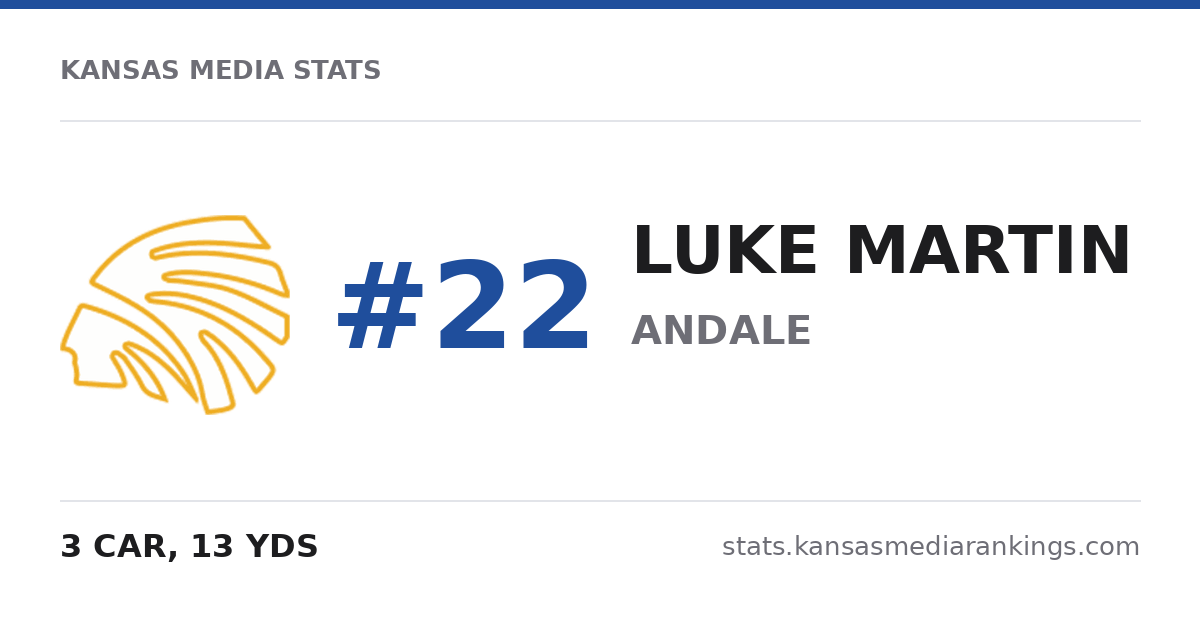 KANSAS MEDIA STATS
#22
LUKE MARTIN
ANDALE
3 CAR, 13 YDS
stats.kansasmediarankings.com